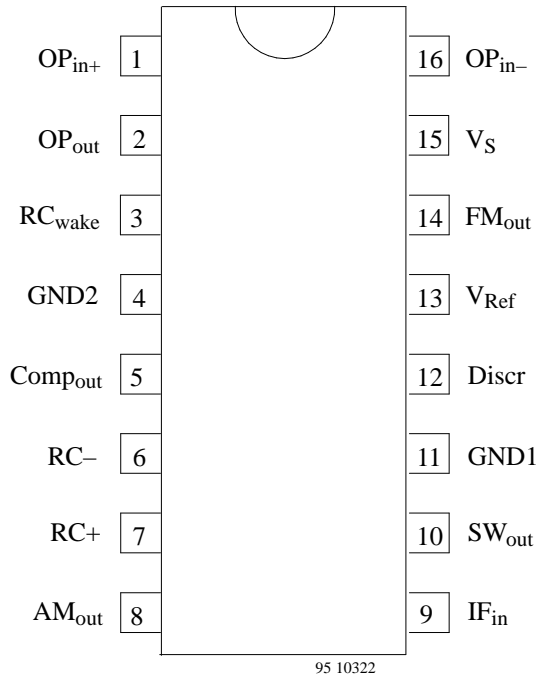 OPin+ 1 16 OPin–
OPout 2 15 VS
RCwake 3 14 FMout
GND2 4 13 VRef
Compout 5 12 Discr
RC– 6 11 GND1
RC+ 7 10 SWout
AMout 8 9 IFin
95 10322